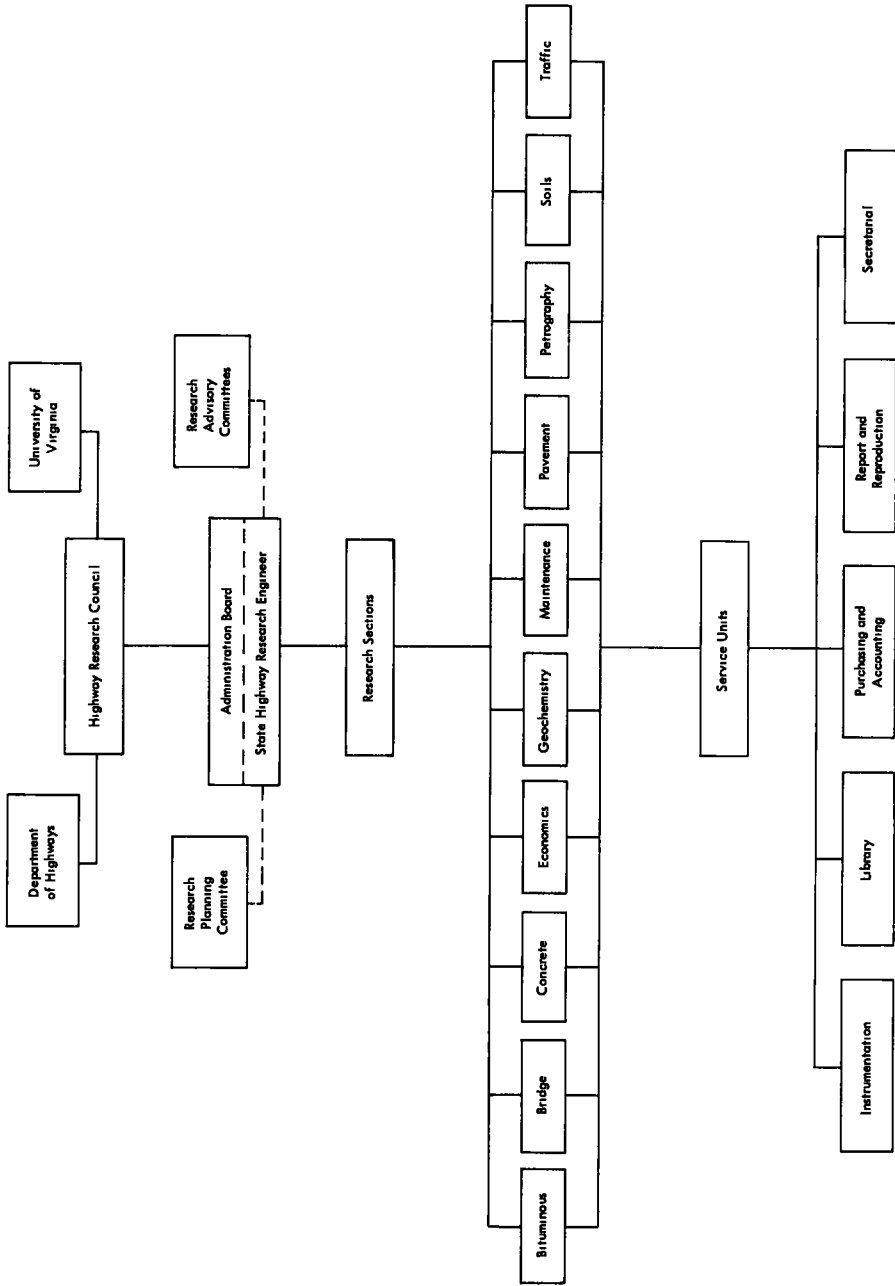 Department
of Highways
University of
Virginia
Highway Research Council
Administration Board
State Highway Research Engineer
Research
Planning
Committee
Research
Advisory
Committees
Research Sections
Bituminous
Bridge
Concrete
Economics
Geochemistry
Maintenance
Pavement
Petrography
Soils
Traffic
Service Units
Instrumentation
Library
Purchasing and
Accounting
Report and
Reproduction
Secretarial